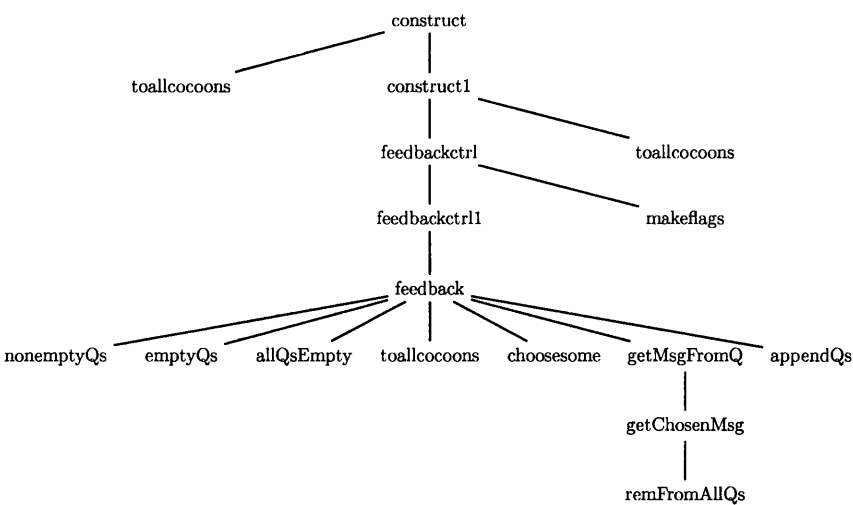 construct
toallcocoons
construct1
feedbackctrl
toallcocoons
feedbackctrl1
makeflags
feedback
nonemptyQs emptyQs allQsEmpty toallcocoons choosesome getMsgFromQ appendQs
getChosenMsg
remFromAllQs